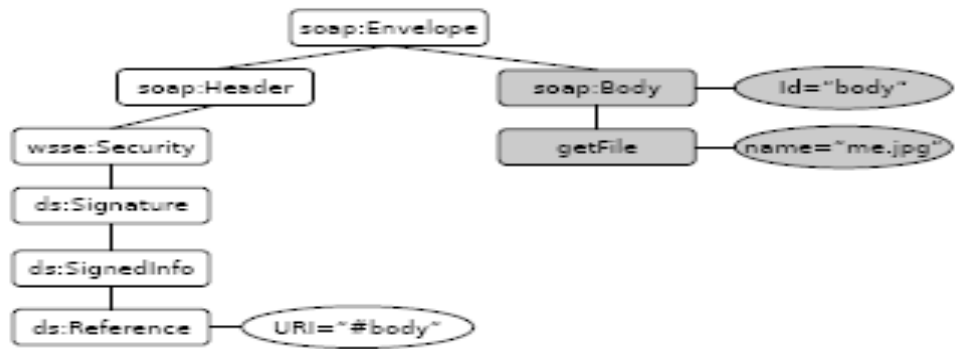 soap:Envelope
soap:Header
soap:Body
Id="body"
wsse:Security
getFile
name="me.jpg"
ds:Signature
ds:SignedInfo
ds:Reference
URI="#body"